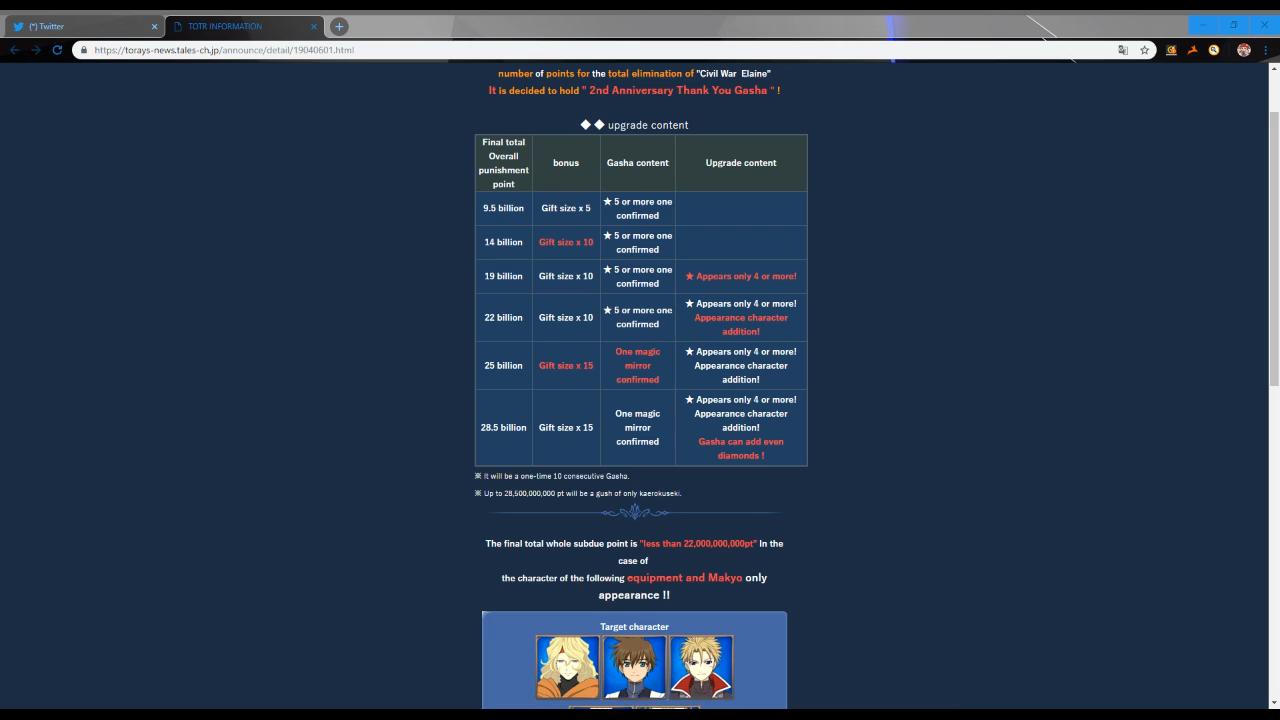 (*) Twitter
TOTR INFORMATION
https://torays-news.tales-ch.jp/announce/detail/19040601.html
number of points for the total elimination of "Civil War Elaine"
It is decided to hold " 2nd Anniversary Thank You Gasha " !
◆◆ upgrade content
Final total
Overall
punishment
point
bonus
Gasha content
Upgrade content
9.5 billion
Gift size x 5
★ 5 or more one
confirmed
14 billion
Gift size x 10
★ 5 or more one
confirmed
19 billion
Gift size x 10
★ 5 or more one
confirmed
★ Appears only 4 or more!
22 billion
Gift size x 10
★ 5 or more one
confirmed
★ Appears only 4 or more!
Appearance character
addition!
25 billion
Gift size x 15
One magic
mirror
confirmed
★ Appears only 4 or more!
Appearance character
addition!
28.5 billion
Gift size x 15
One magic
mirror
confirmed
★ Appears only 4 or more!
Appearance character
addition!
Gasha can add even
diamonds !
※ It will be a one-time 10 consecutive Gasha.
※ Up to 28,500,000,000 pt will be a gush of only kaerokuseki.
The final total whole subdue point is "less than 22,000,000,000pt" In the
case of
the character of the following equipment and Makyo only
appearance !!
Target character